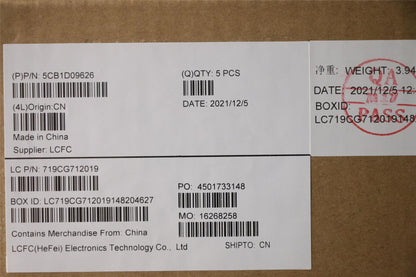 (P)P/N: 5CB1D09626
(Q)QTY: 5 PCS
(4L)Origin:CN
DATE: 2021/12/5
Made in China
Supplier: LCFC
净重: WEIGHT: 3.94
DATE: 2021/12/5 12:
BOXID:
LC719CG712019148
QA
PASS
LC P/N: 719CG712019
PO: 4501733148
BOX ID: LC719CG712019148204627
MO: 16268258
Contains Merchandise From: China
LCFC(HeFei) Electronics Technology Co., Ltd
SHIPTO: CN